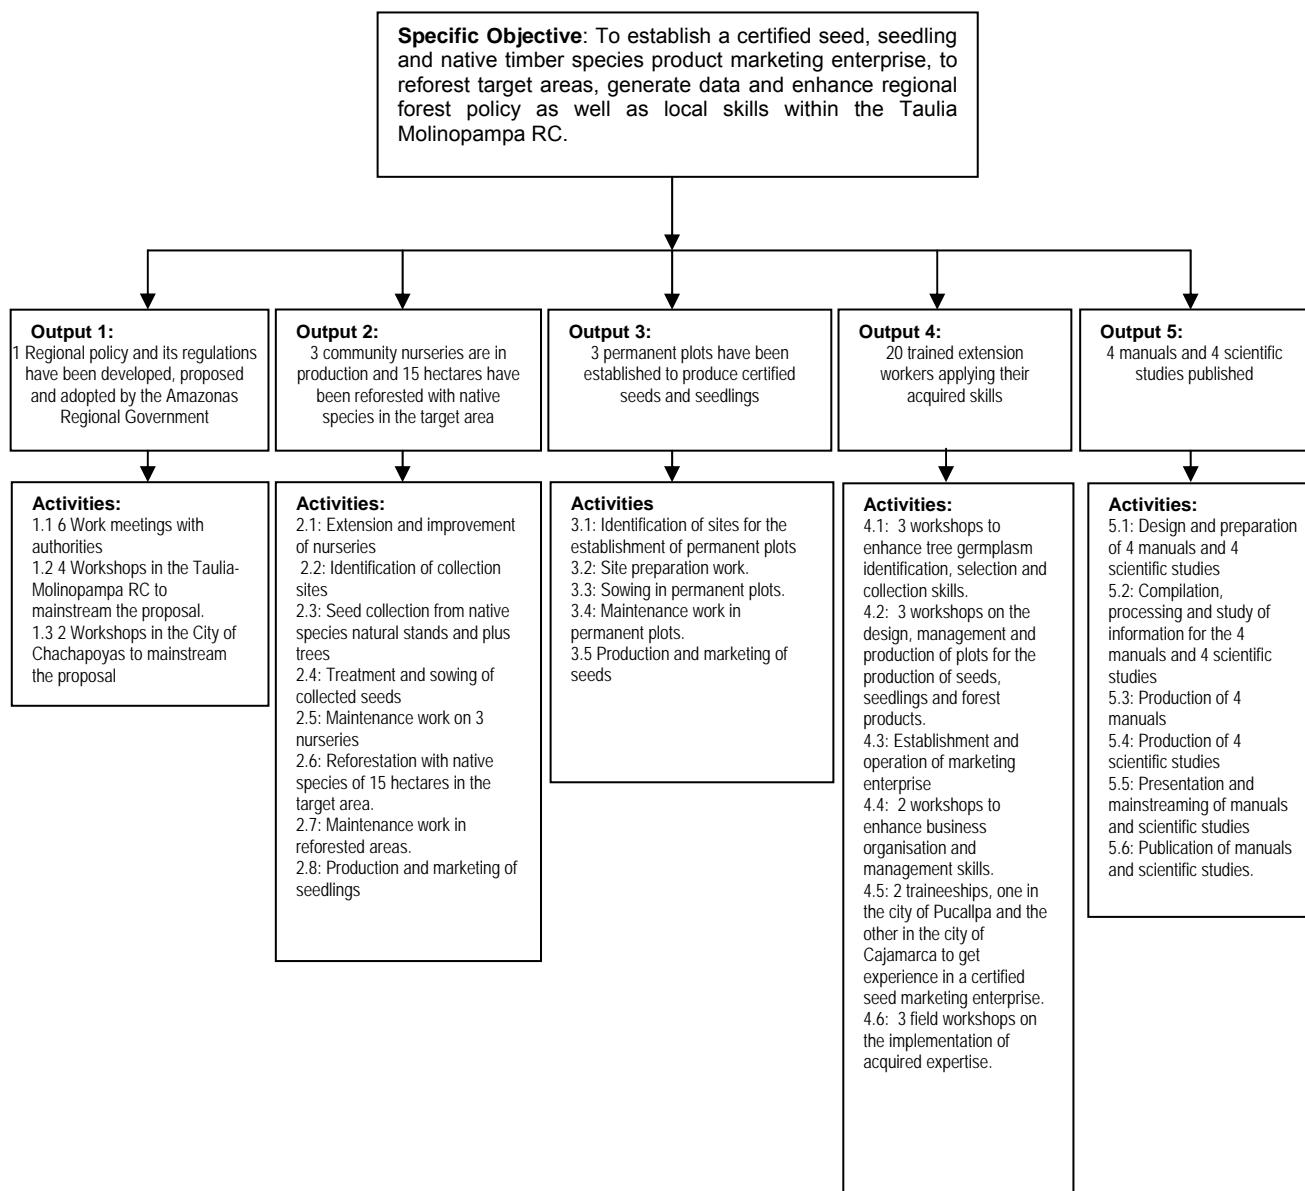 Specific Objective: To establish a certified seed, seedling
and native timber species product marketing enterprise, to
reforest target areas, generate data and enhance regional
forest policy as well as local skills within the Taulia
Molinopampa RC.
Output 1:
1 Regional policy and its regulations
have been developed, proposed
and adopted by the Amazonas
Regional Government
Output 2:
3 community nurseries are in
production and 15 hectares have
been reforested with native
species in the target area
Output 3:
3 permanent plots have been
established to produce certified
seeds and seedlings
Output 4:
20 trained extension
workers applying their
acquired skills
Output 5:
4 manuals and 4 scientific
studies published
Activities:
1.1 6 Work meetings with
authorities
1.2 4 Workshops in the Taulia-
Molinopampa RC to
mainstream the proposal.
1.3 2 Workshops in the City of
Chachapoyas to mainstream
the proposal
Activities:
2.1: Extension and improvement
of nurseries
2.2: Identification of collection
sites
2.3: Seed collection from native
species natural stands and plus
trees
2.4: Treatment and sowing of
collected seeds
2.5: Maintenance work on 3
nurseries
2.6: Reforestation with native
species of 15 hectares in the
target area.
2.7: Maintenance work in
reforested areas.
2.8: Production and marketing of
seedlings
Activities
3.1: Identification of sites for the
establishment of permanent plots
3.2: Site preparation work.
3.3: Sowing in permanent plots.
3.4: Maintenance work in
permanent plots.
3.5 Production and marketing of
seeds
Activities:
4.1: 3 workshops to
enhance tree germplasm
identification, selection and
collection skills.
4.2: 3 workshops on the
design, management and
production of plots for the
production of seeds,
seedlings and forest
products.
4.3: Establishment and
operation of marketing
enterprise
4.4: 2 workshops to
enhance business
organisation and
management skills.
4.5: 2 traineeships, one in
the city of Pucallpa and the
other in the city of
Cajamarca to get
experience in a certified
seed marketing enterprise.
4.6: 3 field workshops on
the implementation of
acquired expertise.
Activities:
5.1: Design and preparation
of 4 manuals and 4
scientific studies
5.2: Compilation,
processing and study of
information for the 4
manuals and 4 scientific
studies
5.3: Production of 4
manuals
5.4: Production of 4
scientific studies
5.5: Presentation and
mainstreaming of manuals
and scientific studies
5.6: Publication of manuals
and scientific studies.